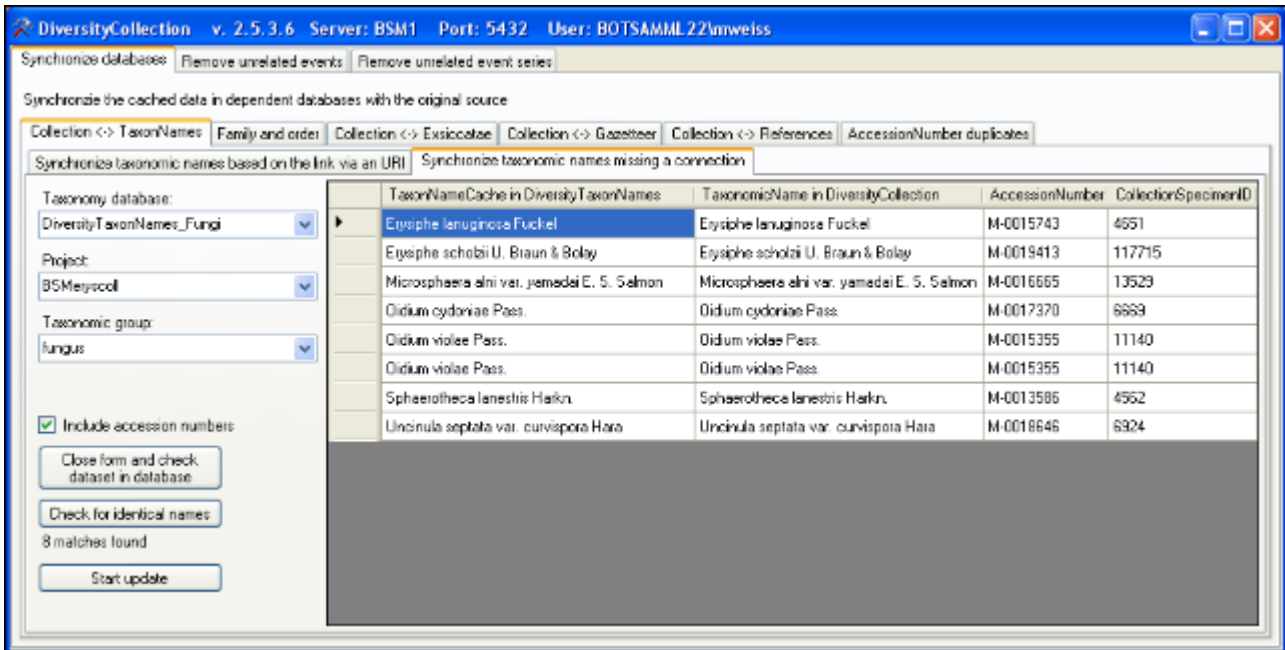 DiversityCollection v. 2.5.3.6 Server: BSM1 Port: 5432 User: BOTSAMML22\mweiss
Synchronize databases Remove unrelated events Remove unrelated event series
Synchronzie the cached data in dependent databases with the original source
Collection <-> TaxonNames Family and order Collection <-> Exsiccatae Collection <-> Gazetteer Collection <-> References AccessionNumber duplicates
Synchronize taxonomic names based on the link via an URI Synchronize taxonomic names missing a connection
Taxonomy database:
DiversityTaxonNames_Fungi
Project:
BSMeryscoll
Taxonomic group:
fungus
Include accession numbers
Close form and check
dataset in database
Check for identical names
8 matches found
Start update
TaxonNameCache in DiversityTaxonNames TaxonomicName in DiversityCollection AccessionNumber CollectionSpecimenID
Erysiphe lanuginosa Fuckel Erysiphe lanuginosa Fuckel M-0015743 4651
Erysiphe scholzii U. Braun & Bolay Erysiphe scholzii U. Braun & Bolay M-0019413 117715
Microsphaera alni var. yamadai E. S. Salmon Microsphaera alni var. yamadai E. S. Salmon M-0016665 13529
Oidium cydoniae Pass. Oidium cydoniae Pass. M-0017370 6669
Oidium violae Pass. Oidium violae Pass. M-0015355 11140
Oidium violae Pass. Oidium violae Pass. M-0015355 11140
Sphaerotheca lanestris Harkn. Sphaerotheca lanestris Harkn. M-0013586 4562
Uncinula septata var. curvispora Hara Uncinula septata var. curvispora Hara M-0018646 6924